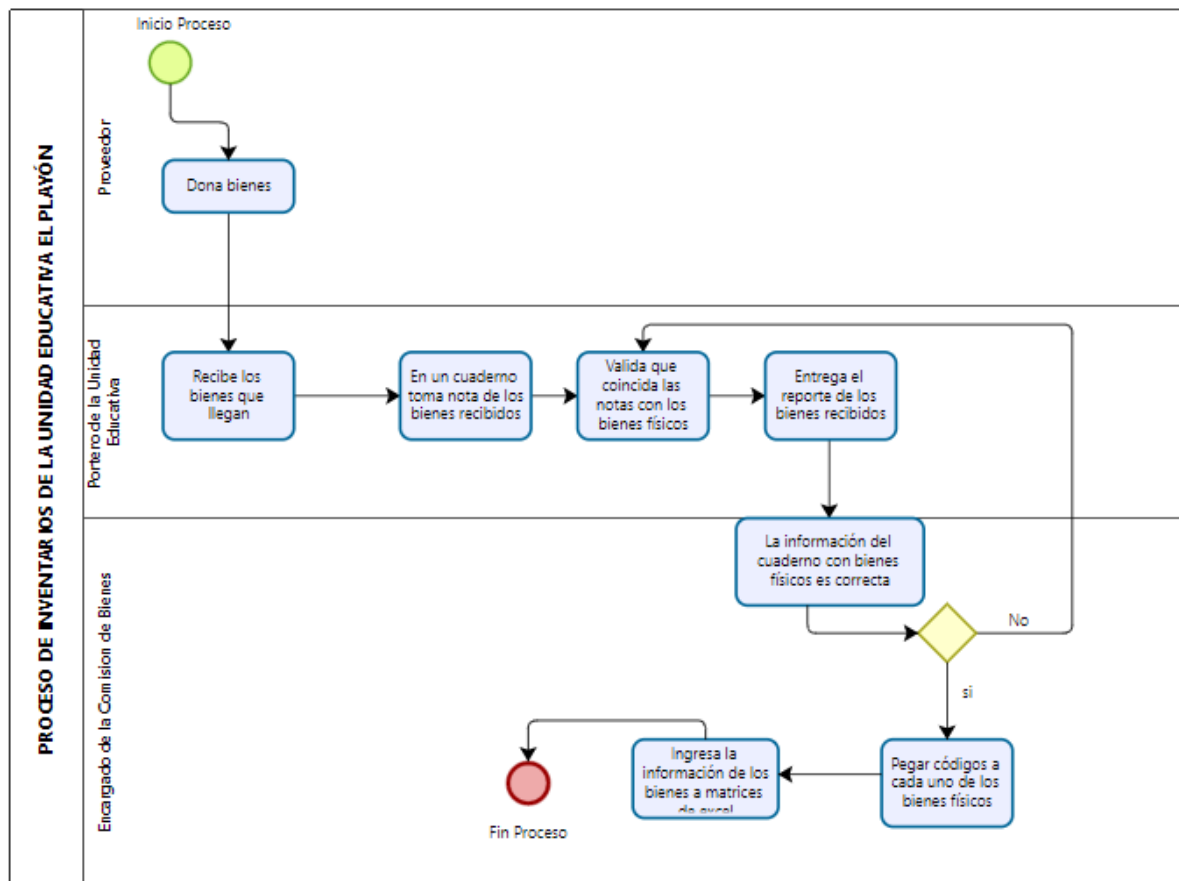 PROCESO DE INVENTARIOS DE LA UNIDAD EDUCATIVA EL PLAYÓN
Proveedor
Inicio Proceso
Dona bienes
Portero de la Unidad
Educativa
Recibe los
bienes que
llegan
En un cuaderno
toma nota de los
bienes recibidos
Valida que
coincida las
notas con los
bienes físicos
Entrega el
reporte de los
bienes recibidos
Encargado de la Comision de Bienes
La información del
cuaderno con bienes
físicos es correcta
No
si
Pegar códigos a
cada uno de los
bienes físicos
Ingresa la
información de los
bienes a matrices
de excel
Fin Proceso